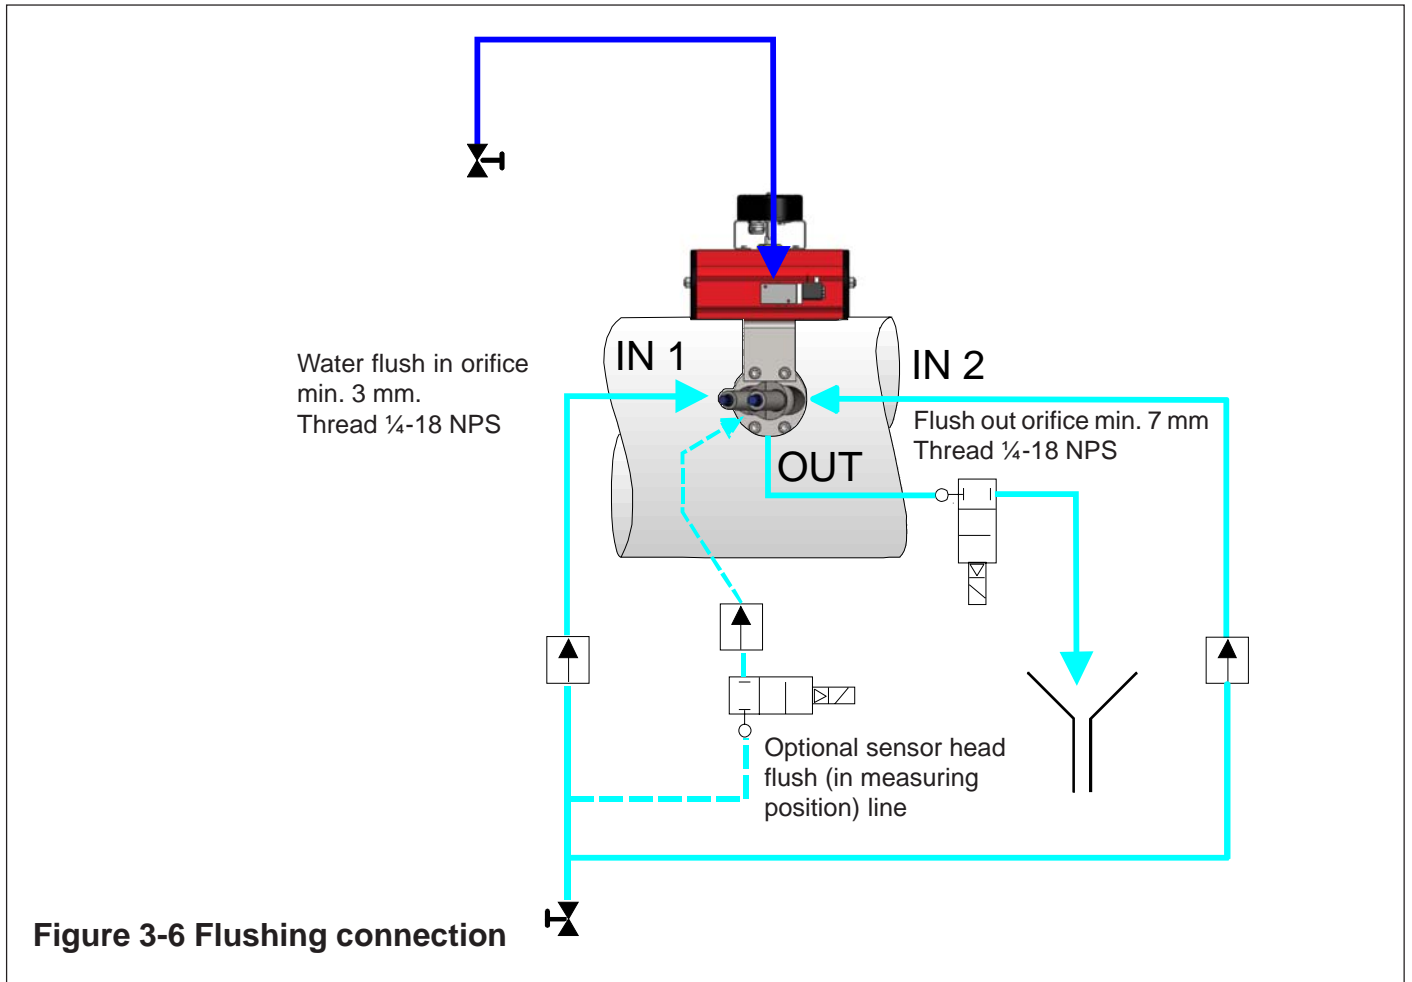 IN 1
Water flush in orifice
min. 3 mm.
Thread ¼-18 NPS
IN 2
Flush out orifice min. 7 mm
Thread ¼-18 NPS
OUT
Optional sensor head
flush (in measuring
position) line
Figure 3-6 Flushing connection